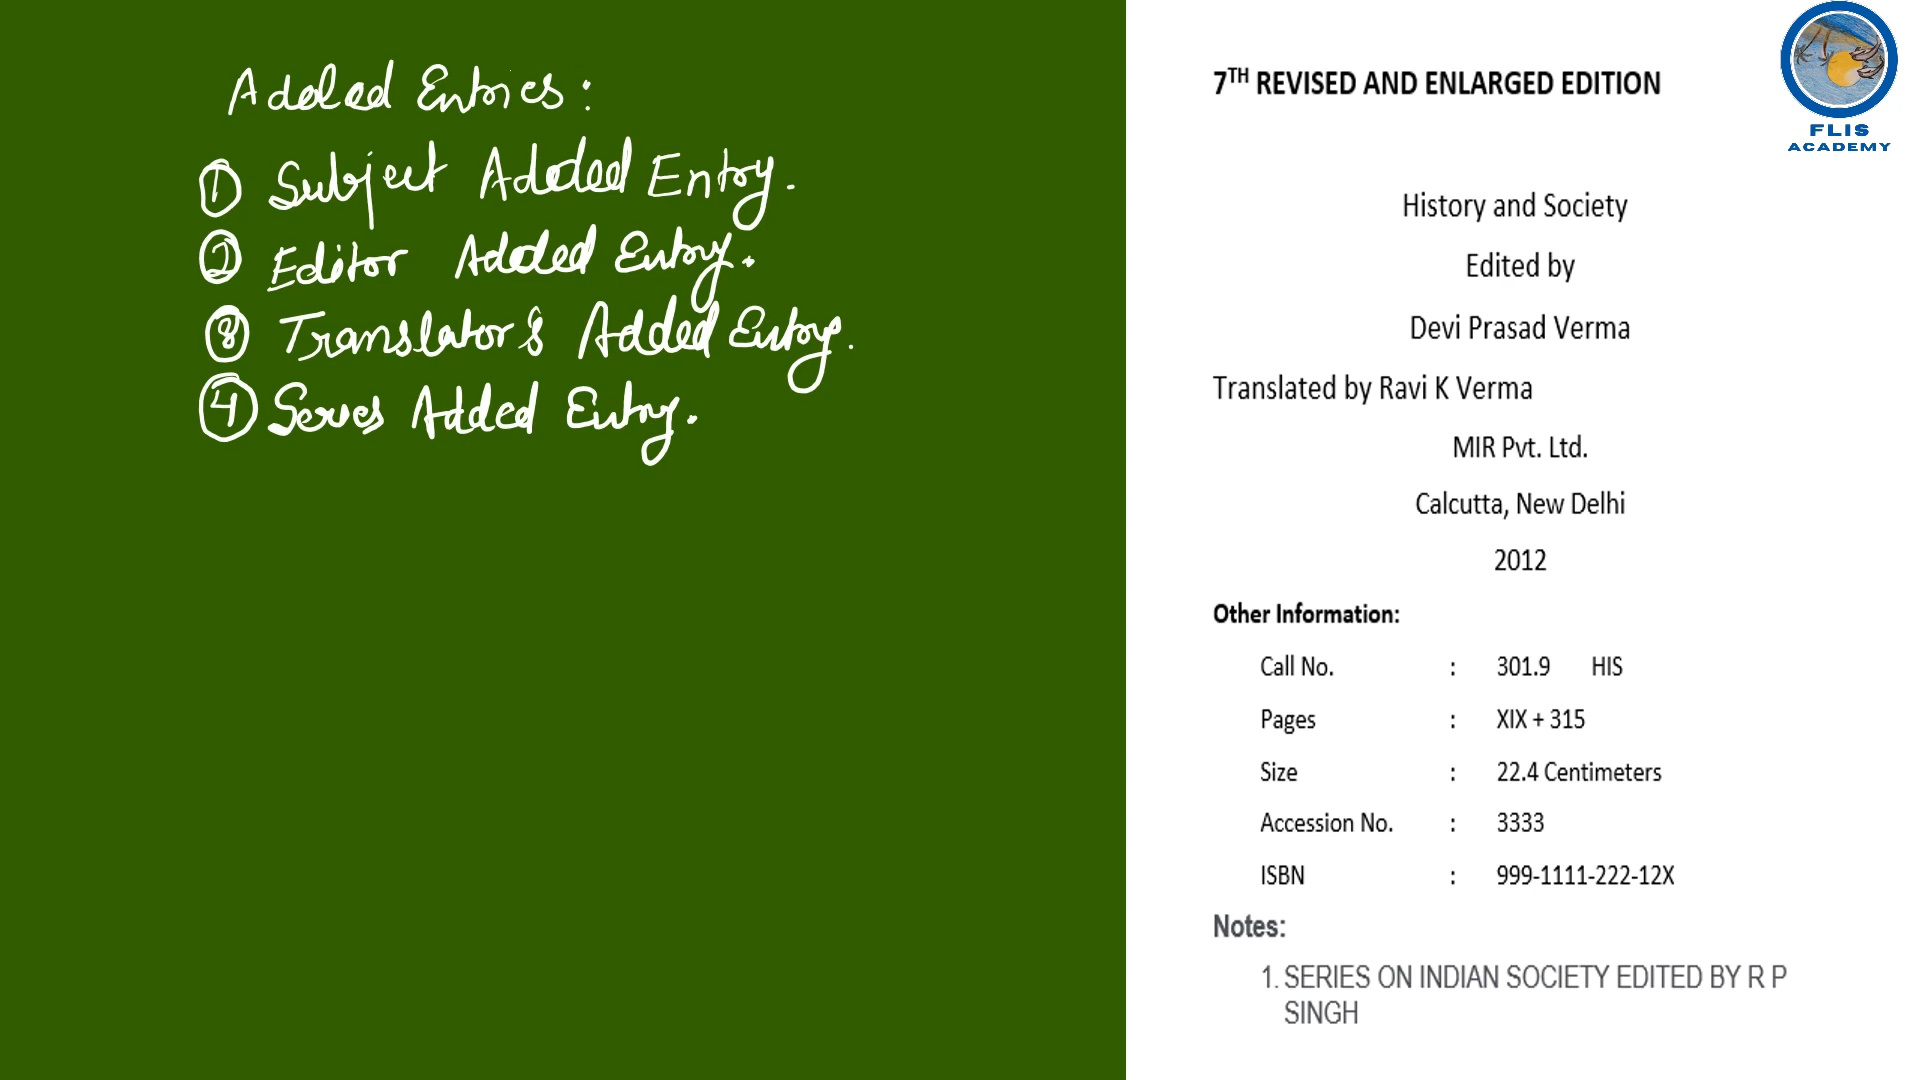 Added Entries:
① Subject Added Entry.
② Editor Added Entry.
③ Translator's Added Entry.
④ Series Added Entry.
7TH REVISED AND ENLARGED EDITION
FLIS
ACADEMY
History and Society
Edited by
Devi Prasad Verma
Translated by Ravi K Verma
MIR Pvt. Ltd.
Calcutta, New Delhi
2012
Other Information:
Call No. : 301.9 HIS
Pages : XIX + 315
Size : 22.4 Centimeters
Accession No. : 3333
ISBN : 999-1111-222-12X
Notes:
1. SERIES ON INDIAN SOCIETY EDITED BY R P
SINGH